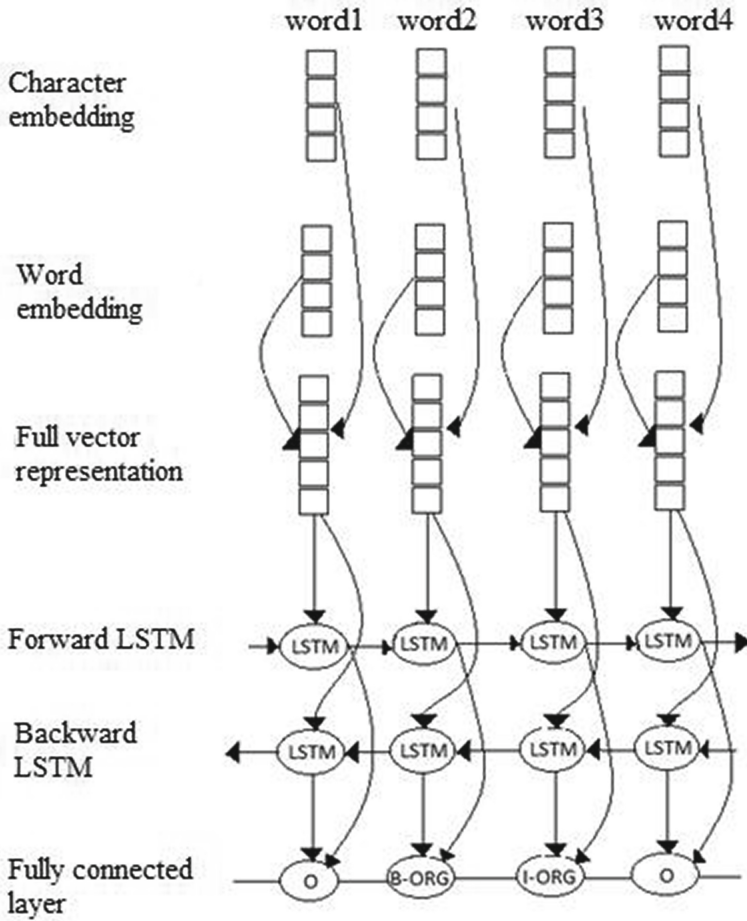 word1 word2 word3 word4
Character
embedding
Word
embedding
Full vector
representation
Forward LSTM
LSTM LSTM LSTM LSTM
Backward
LSTM
LSTM LSTM LSTM LSTM
Fully connected
layer
O B-ORG I-ORG O